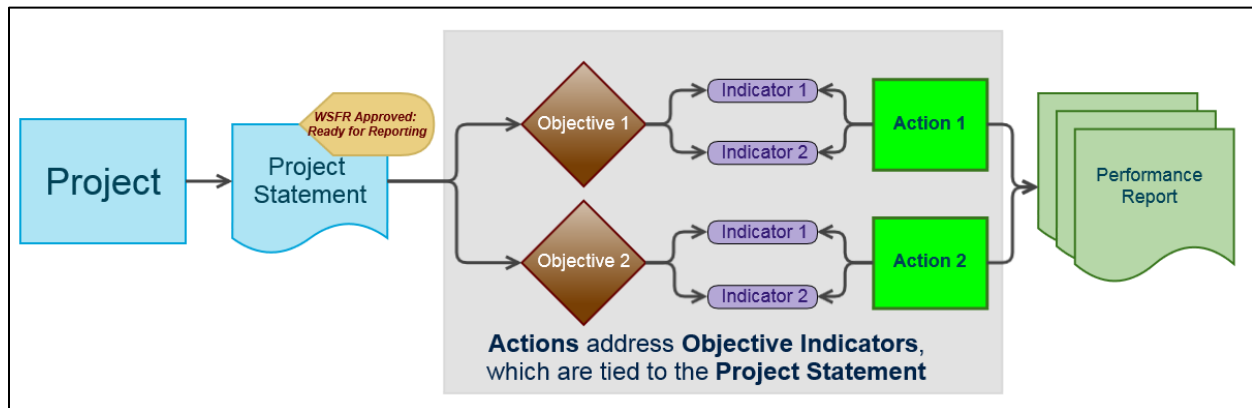 Project
WSFR Approved:
Ready for Reporting
Project
Statement
Objective 1
Indicator 1
Indicator 2
Action 1
Objective 2
Indicator 1
Indicator 2
Action 2
Performance
Report
Actions address Objective Indicators,
which are tied to the Project Statement